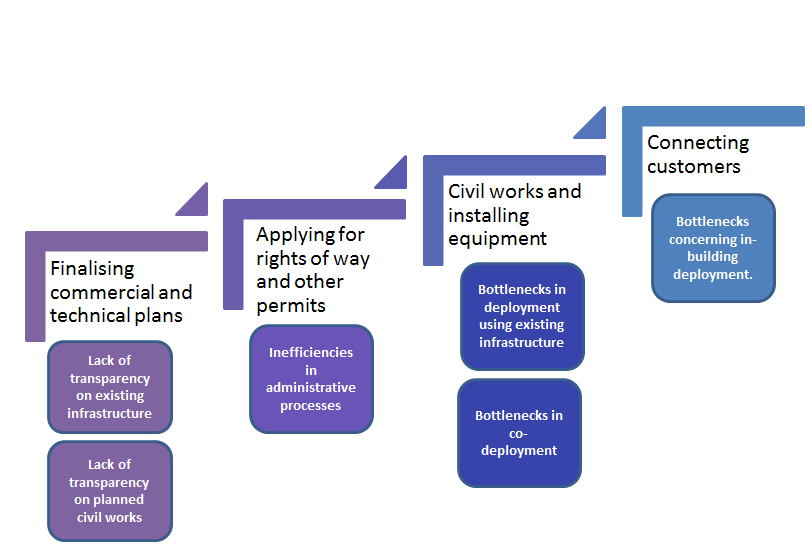 Finalising
commercial and
technical plans
Lack of
transparency
on existing
infrastructure
Lack of
transparency
on planned
civil works
Applying for
rights of way
and other
permits
Inefficiencies
in
administrative
processes
Civil works and
installing
equipment
Bottlenecks in
deployment
using existing
infrastructure
Bottlenecks in
co-
deployment
Connecting
customers
Bottlenecks
concerning in-
building
deployment.